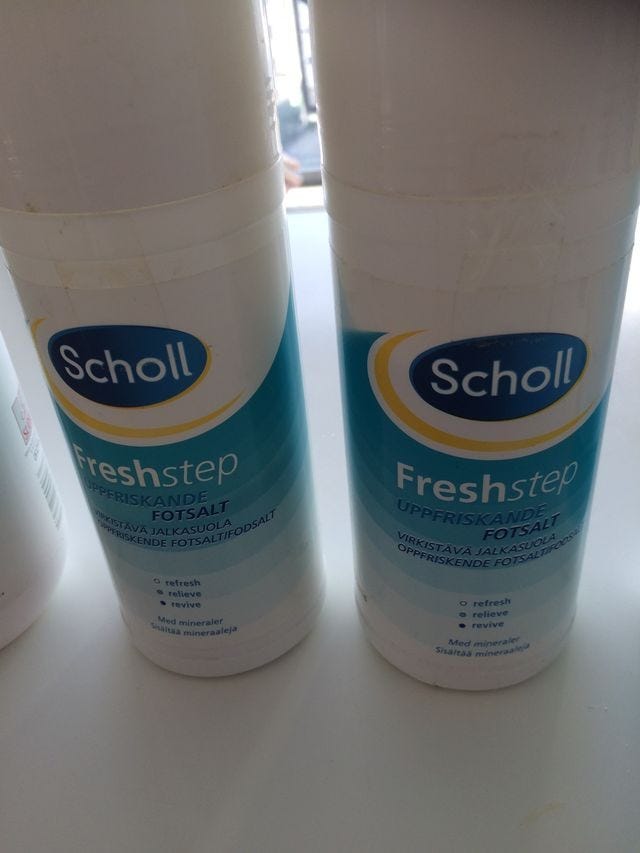 Scholl
Freshstep
UPPFRISKANDE
FOTSALT
VIRKISTÄVÄ JALKASUOLA
OPPFRISKENDE FOTSALT/FODSALT
refresh
relieve
revive
Med mineraler
Sisältää mineraaleja
Scholl
Freshstep
UPPFRISKANDE
FOTSALT
VIRKISTÄVÄ JALKASUOLA
OPPFRISKENDE FOTSALT/FODSALT
refresh
relieve
revive
Med mineraler
Sisältää mineraaleja